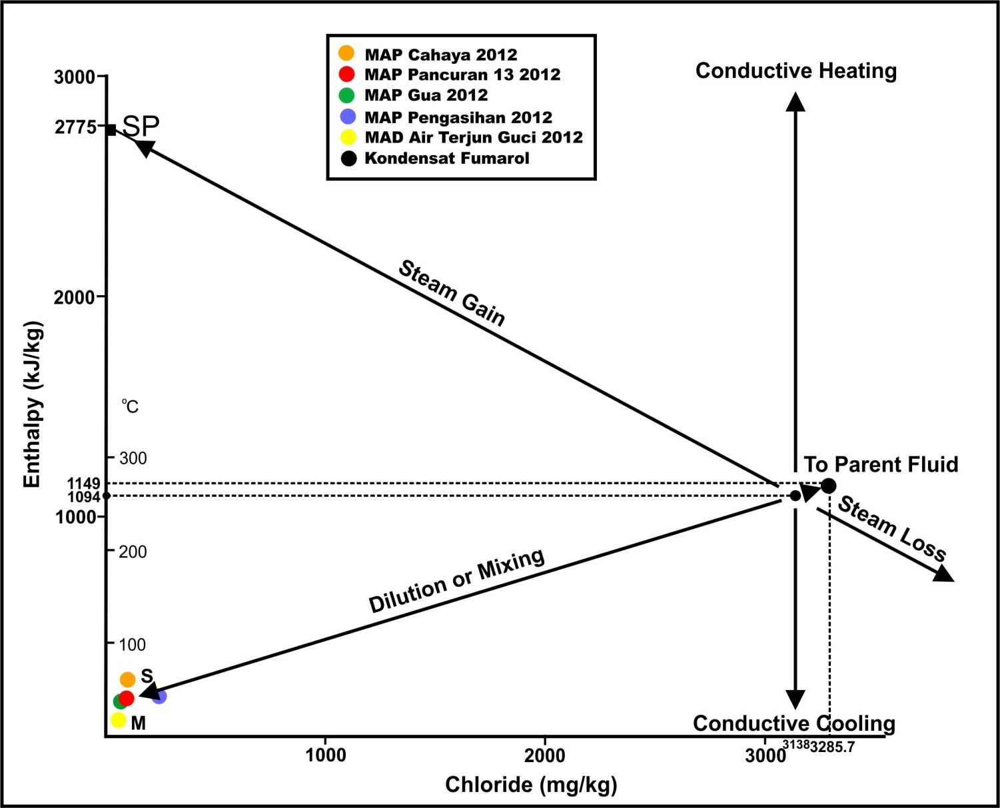 MAP Cahaya 2012
MAP Pancuran 13 2012
MAP Gua 2012
MAP Pengasihan 2012
MAD Air Terjun Guci 2012
Kondensat Fumarol
Conductive Heating
3000
2775
SP
2000
Steam Gain
Enthalpy (kJ/kg)
°C
300
To Parent Fluid
1149
1094
1000
Steam Loss
200
Dilution or Mixing
100
S
M
Conductive Cooling
1000
2000
3000
3138
3285.7
Chloride (mg/kg)